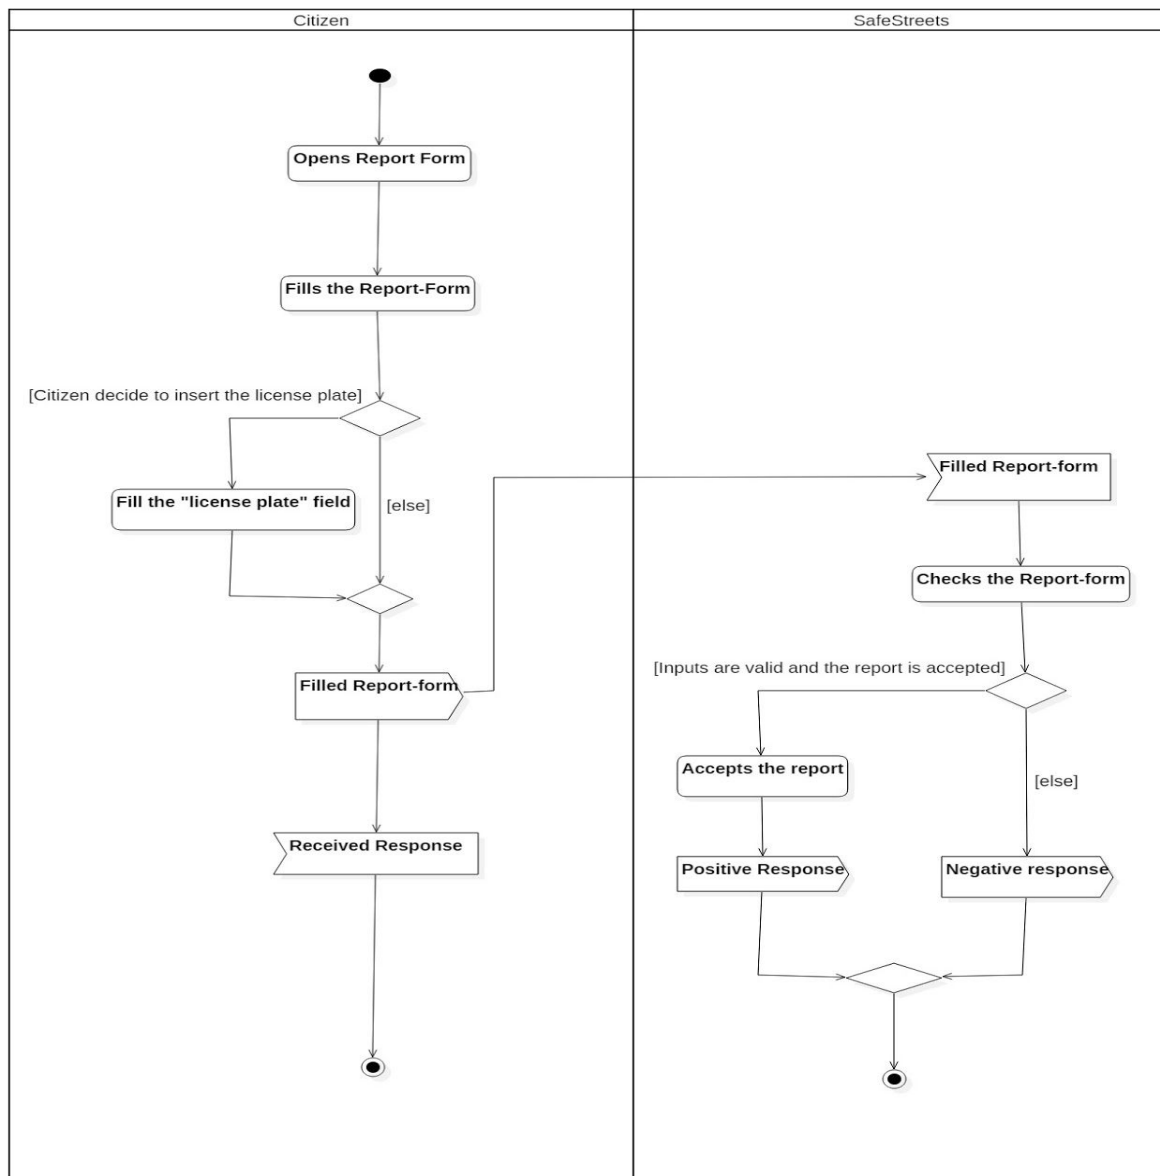 Citizen
SafeStreets
Opens Report Form
Fills the Report-Form
[Citizen decide to insert the license plate]
Fill the "license plate" field
[else]
Filled Report-form
Received Response
Filled Report-form
Checks the Report-form
[Inputs are valid and the report is accepted]
Accepts the report
[else]
Positive Response
Negative response